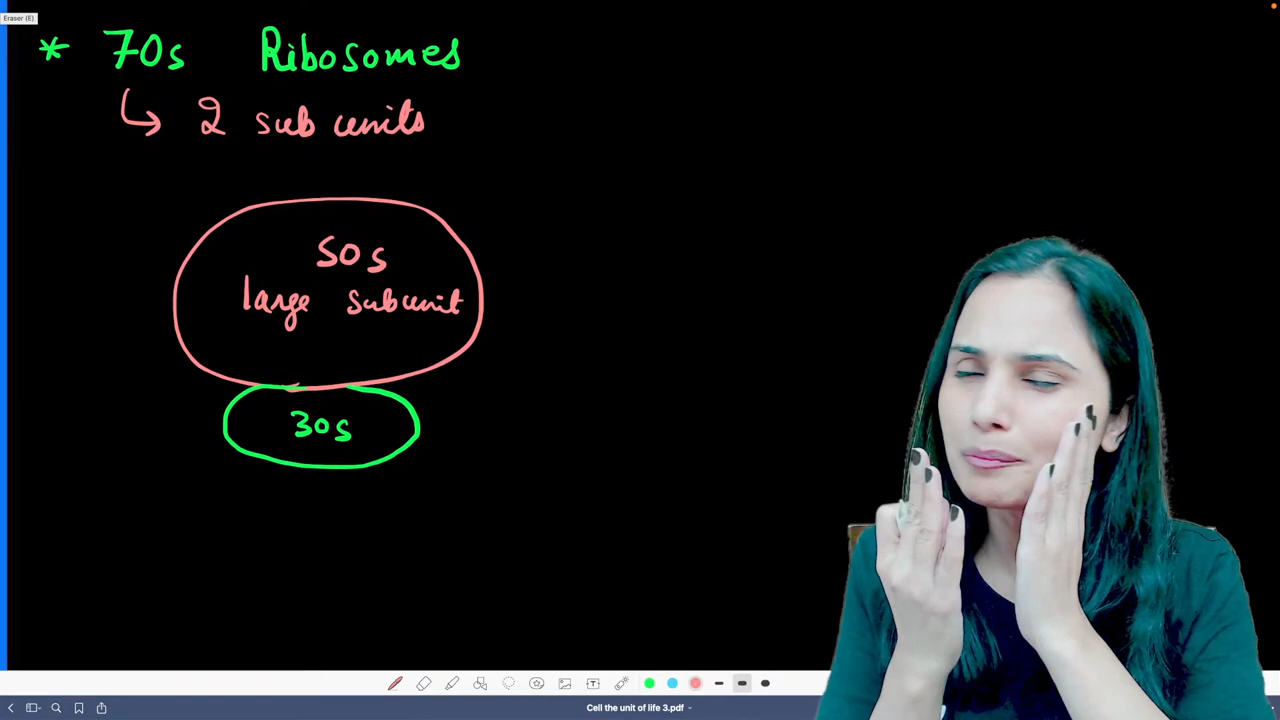 Eraser (E)
* 70s Ribosomes
↳ 2 sub units
50s
large subunit
30s
Cell the unit of life 3.pdf